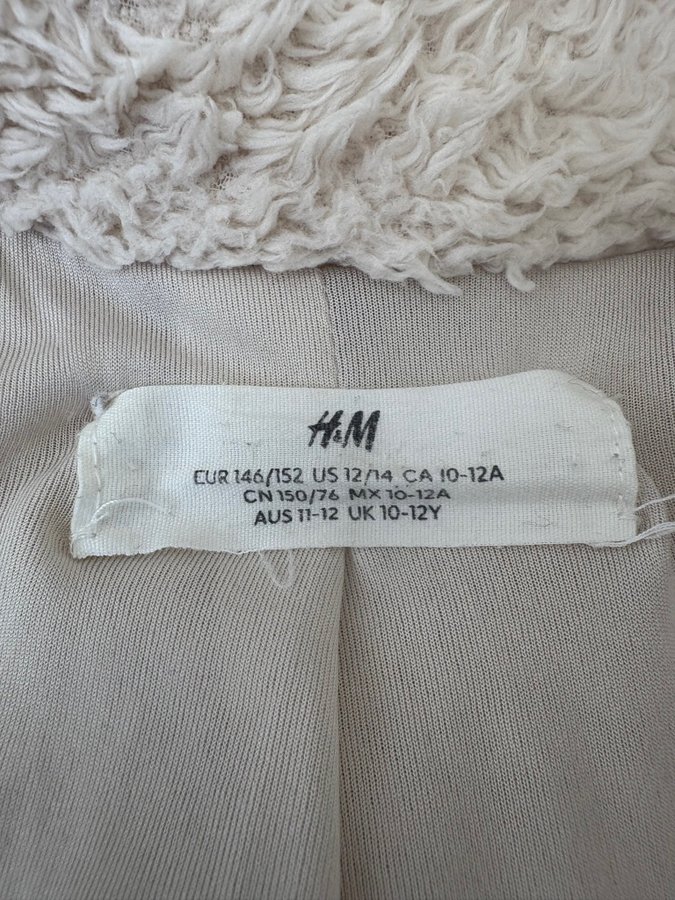 H&M
EUR 146/152 US 12/14 CA 10-12A
CN 150/76 MX 10-12A
AUS 11-12 UK 10-12Y